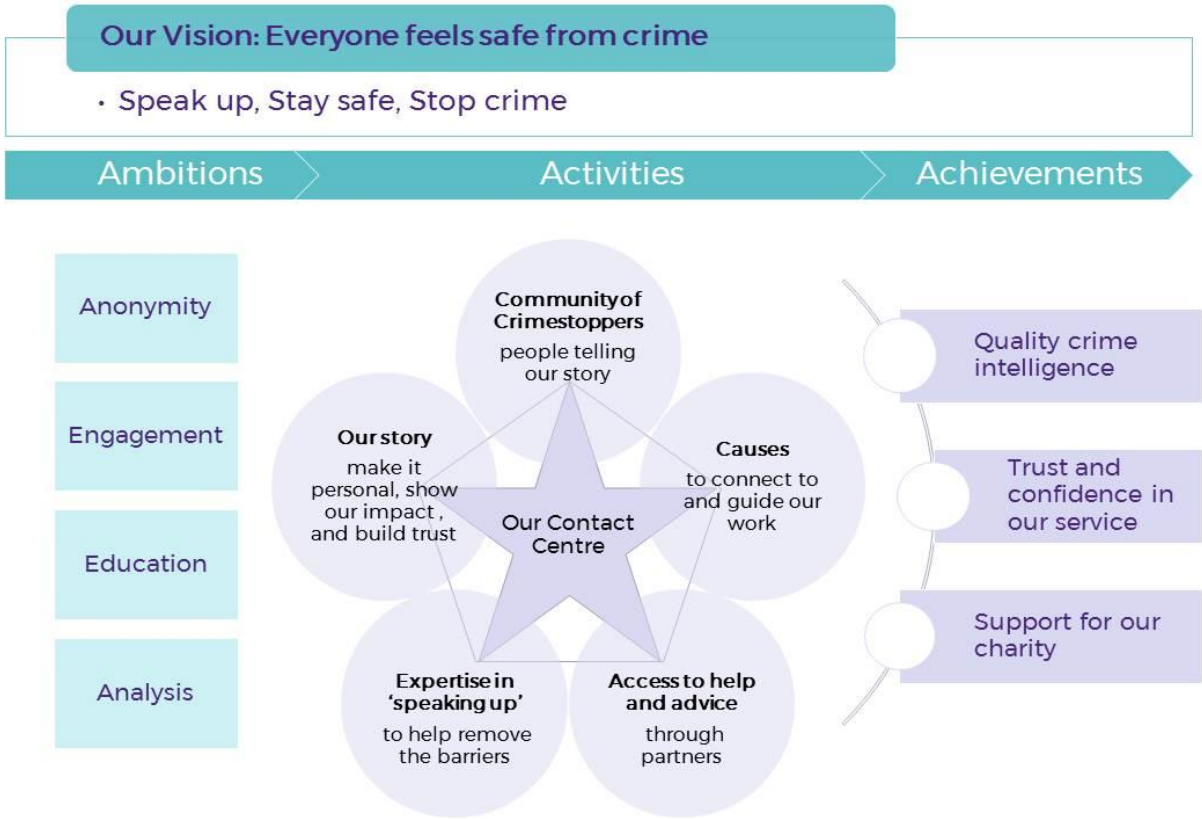 Our Vision: Everyone feels safe from crime
• Speak up, Stay safe, Stop crime
Ambitions
Activities
Achievements
Anonymity
Engagement
Education
Analysis
Community of
Crimestoppers
people telling
our story
Our story
make it
personal, show
our impact ,
and build trust
Causes
to connect to
and guide our
work
Our Contact
Centre
Expertise in
‘speaking up’
to help remove
the barriers
Access to help
and advice
through
partners
Quality crime
intelligence
Trust and
confidence in
our service
Support for our
charity